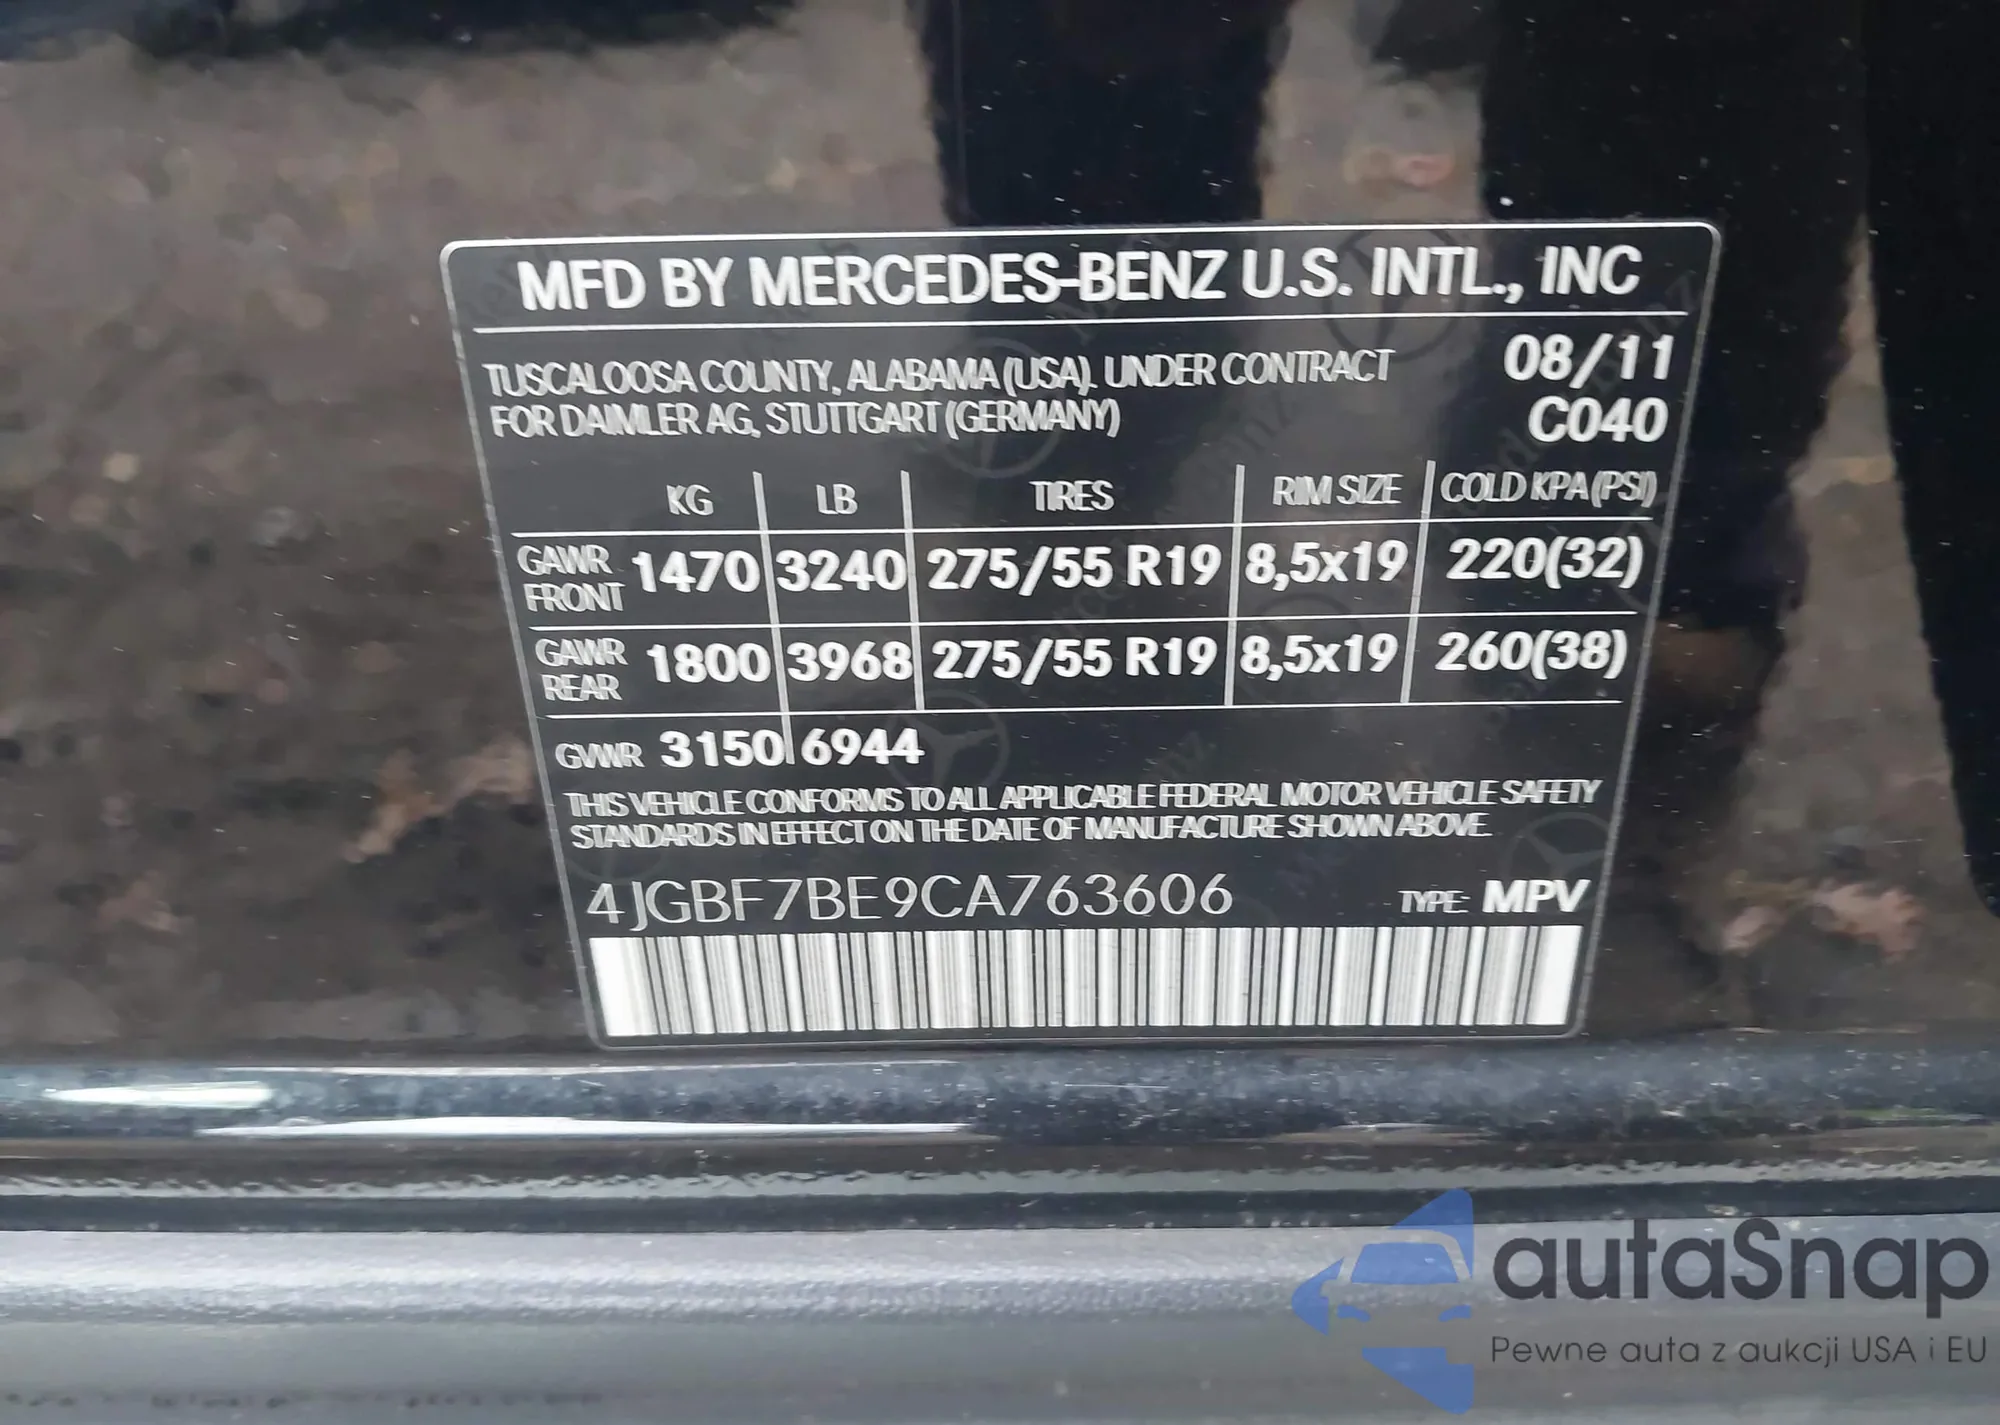 MFD BY MERCEDES-BENZ U.S. INTL., INC
TUSCALOOSA COUNTY, ALABAMA (USA). UNDER CONTRACT 08/11
FOR DAIMLER AG, STUTTGART (GERMANY) C040
KG LB TIRES RIM SIZE COLD KPA (PSI)
GAWR FRONT 1470 3240 275/55 R19 8,5x19 220(32)
GAWR REAR 1800 3968 275/55 R19 8,5x19 260(38)
GVWR 3150 6944
THIS VEHICLE CONFORMS TO ALL APPLICABLE FEDERAL MOTOR VEHICLE SAFETY
STANDARDS IN EFFECT ON THE DATE OF MANUFACTURE SHOWN ABOVE.
4JGBF7BE9CA763606 TYPE: MPV
autaSnap
Pewne auta z aukcji USA i EU